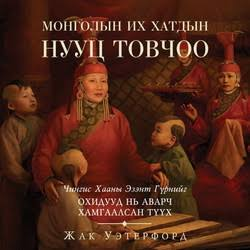 МОНГОЛЫН ИХ ХАТДЫН
НУУЦ ТОВЧОО
Чингис Хааны Эзэнт Гүрнийг
ОХИДУУД НЬ АВАРЧ
ХАМГААЛСАН ТҮҮХ
ЖАК УЭТЕРФОРД